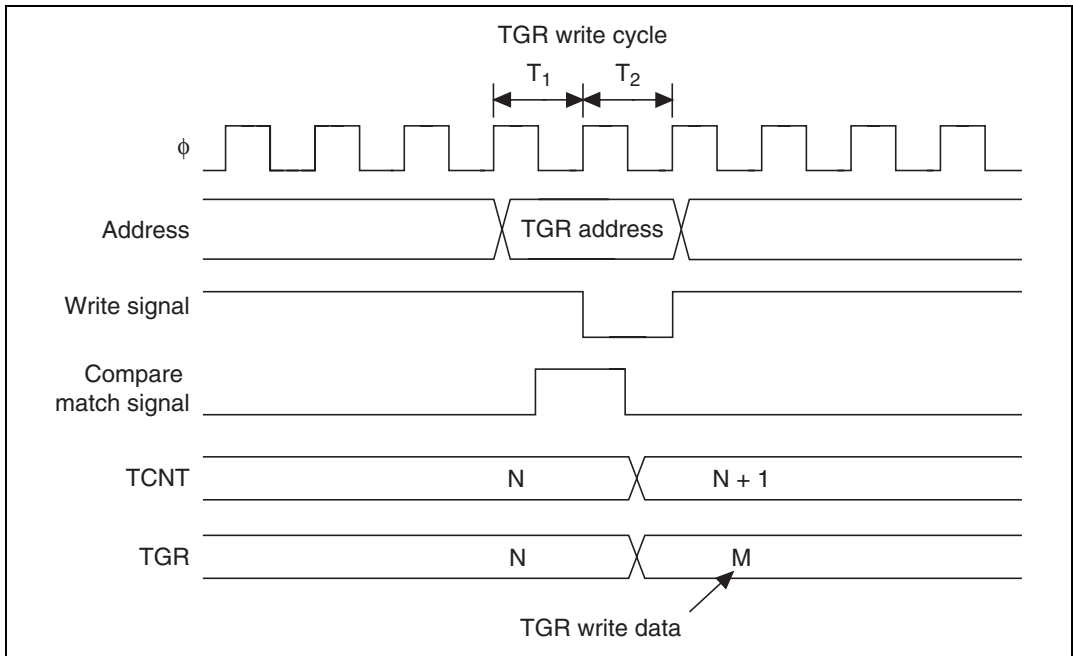 TGR write cycle
T1 T2
ϕ
Address TGR address
Write signal
Compare
match signal
TCNT N N + 1
TGR N M
TGR write data